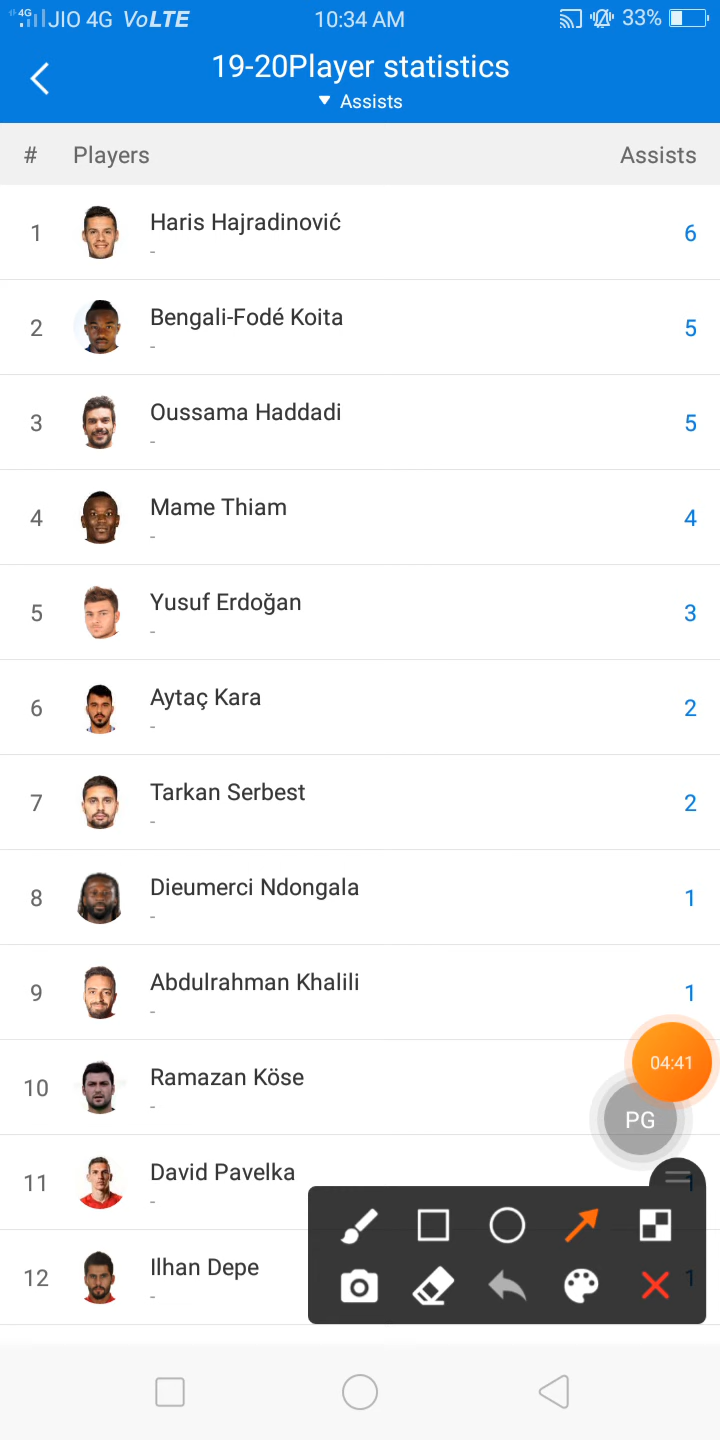 4G JIO 4G VoLTE 10:34 AM 33%
19-20Player statistics
Assists
# Players Assists
1 Haris Hajradinović 6
-
2 Bengali-Fodé Koita 5
-
3 Oussama Haddadi 5
-
4 Mame Thiam 4
-
5 Yusuf Erdoğan 3
-
6 Aytaç Kara 2
-
7 Tarkan Serbest 2
-
8 Dieumerci Ndongala 1
-
9 Abdulrahman Khalili 1
-
04:41
10 Ramazan Köse
-
PG
11 David Pavelka 1
-
12 Ilhan Depe 1
-